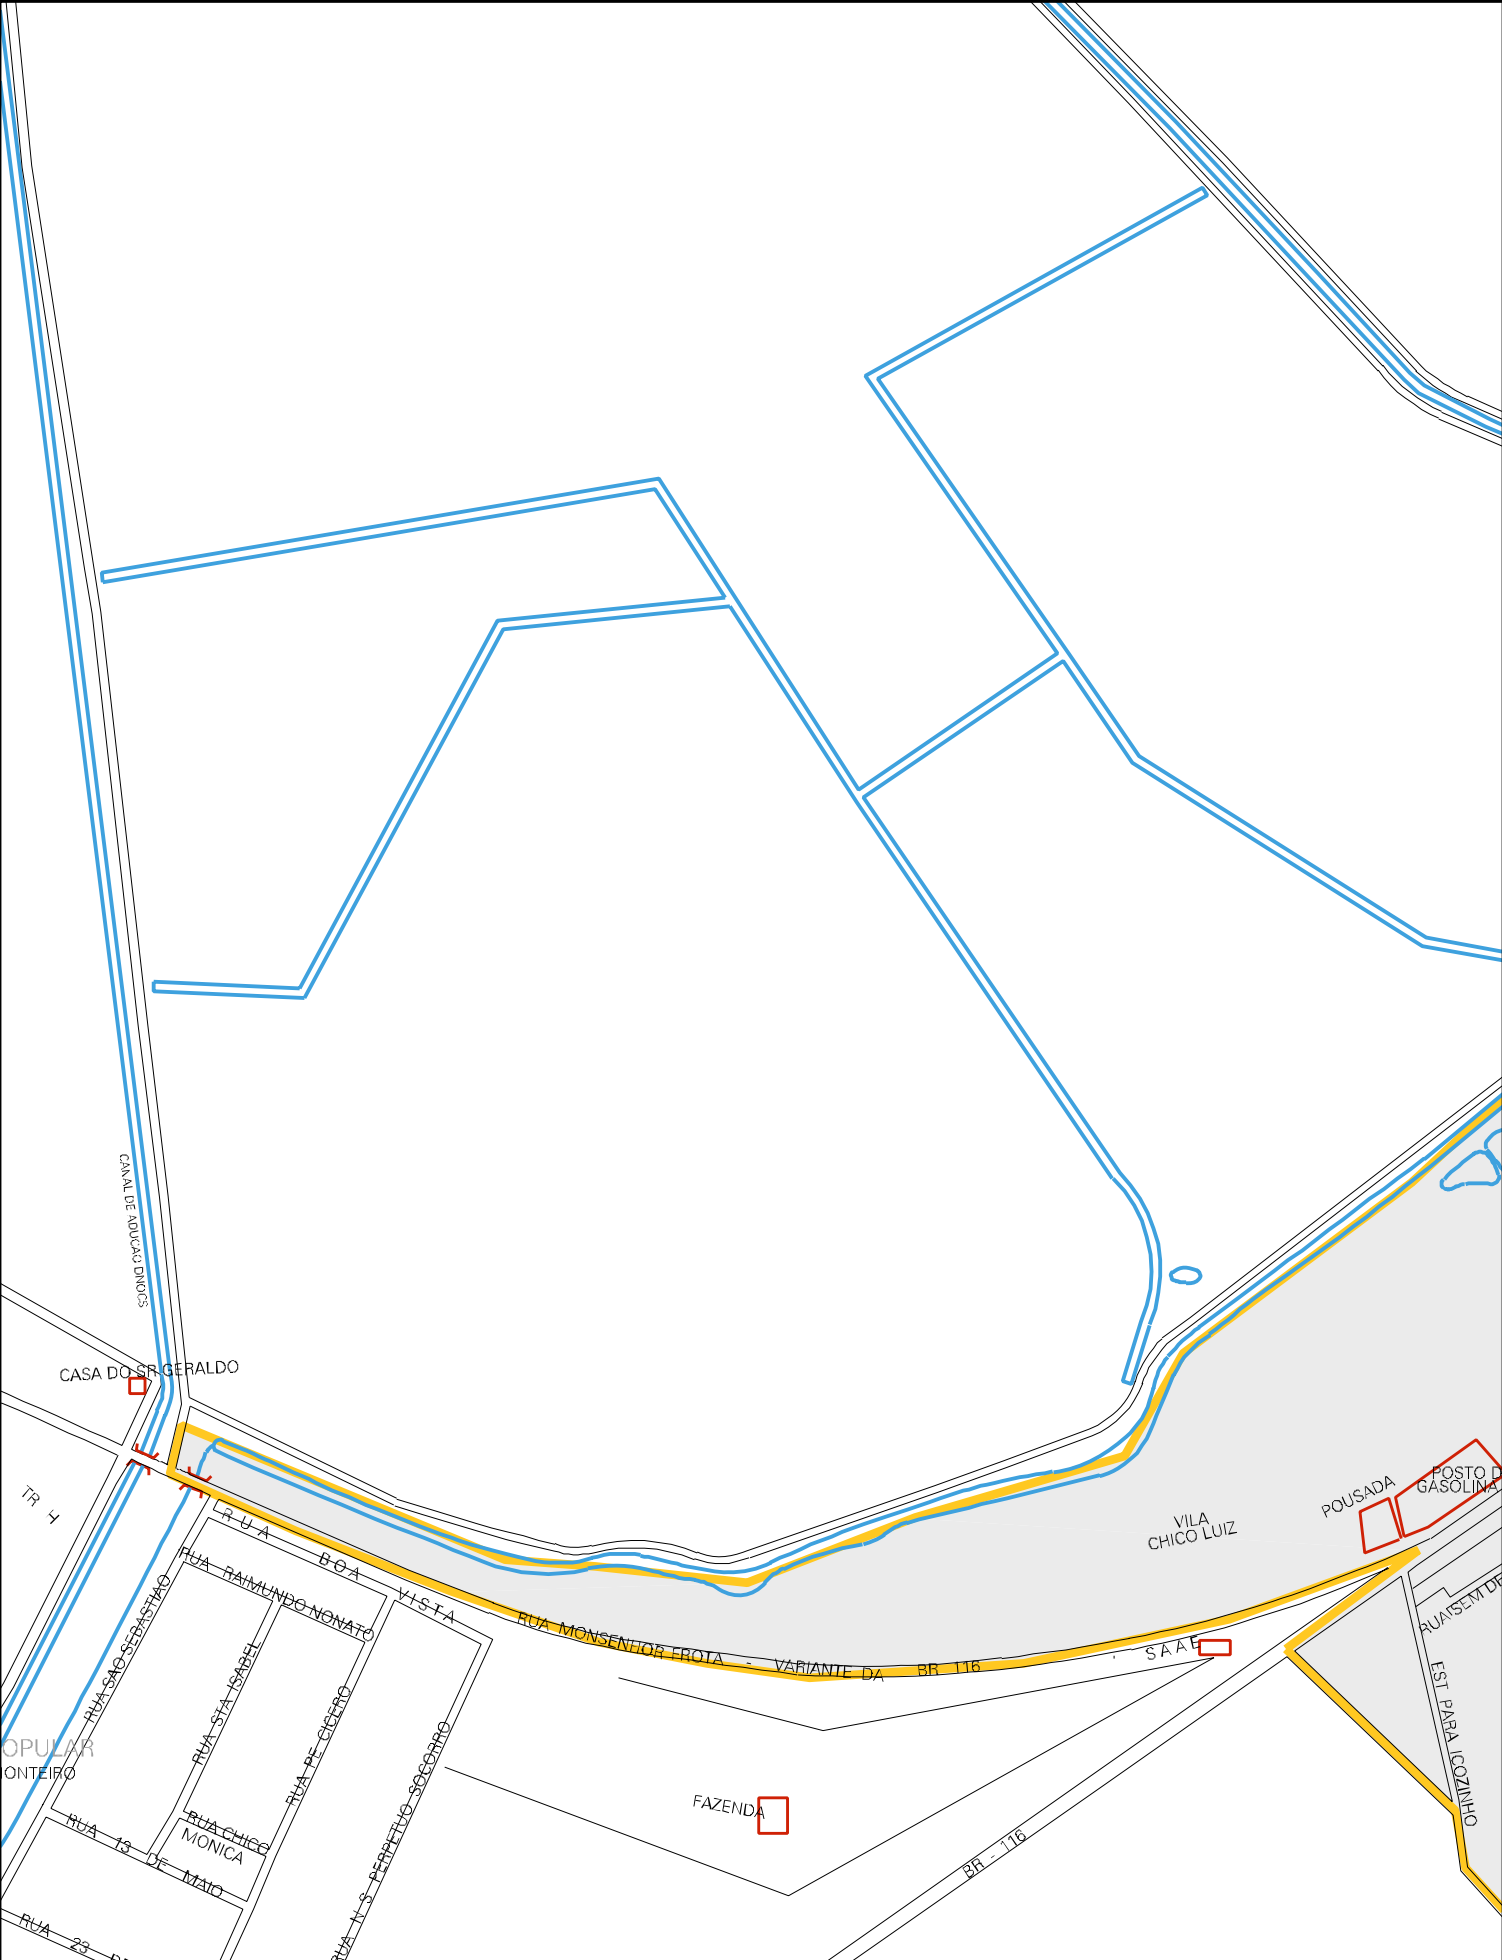 CANAL DE ADUCAO DNOCS
CASA DO SR GERALDO
TR H
POUSADA
POSTO D
GASOLINA
VILA
CHICO LUIZ
RUA BOA VISTA
RUA RAIMUNDO NONATO
RUA SAO SEBASTIAO
RUA STA ISABEL
RUA PE CICERO
RUA N S PERPETUO SOCORRO
RUA MONSENHOR FROTA - VARIANTE DA BR 116
SAAE
RUA SEM DE
EST PARA ICOZINHO
OPULAR
IONTEIRO
RUA CHICO
MONICA
RUA 13 DE MAIO
RUA 23 DE
FAZENDA
BR - 116